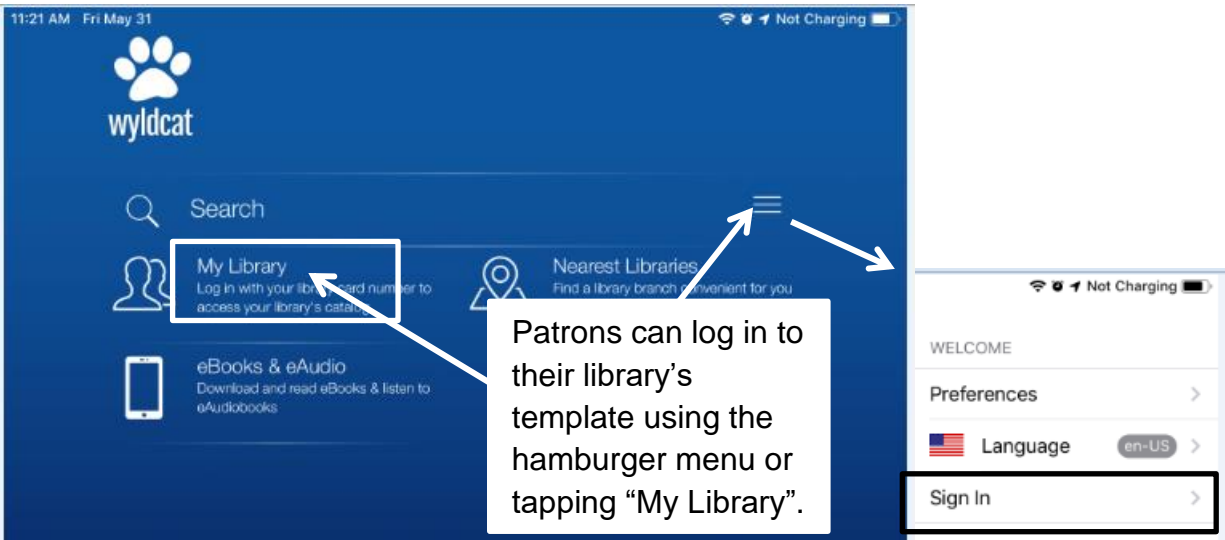 11:21 AM Fri May 31
Not Charging
wyldcat
Search
My Library
Log in with your library card number to
access your library's catalog
Nearest Libraries
Find a library branch convenient for you
eBooks & eAudio
Download and read eBooks & listen to
eAudiobooks
Patrons can log in to
their library’s
template using the
hamburger menu or
tapping “My Library”.
Not Charging
WELCOME
Preferences
Language en-US
Sign In